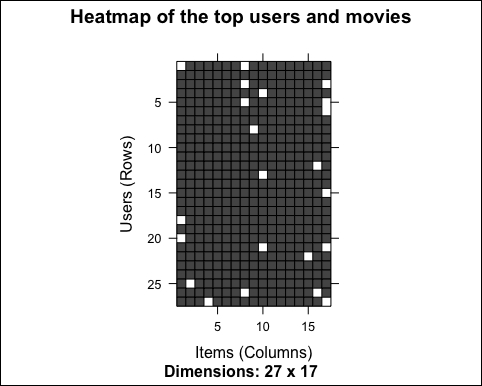 Heatmap of the top users and movies
Users (Rows)
5
10
15
20
25
5 10 15
Items (Columns)
Dimensions: 27 x 17